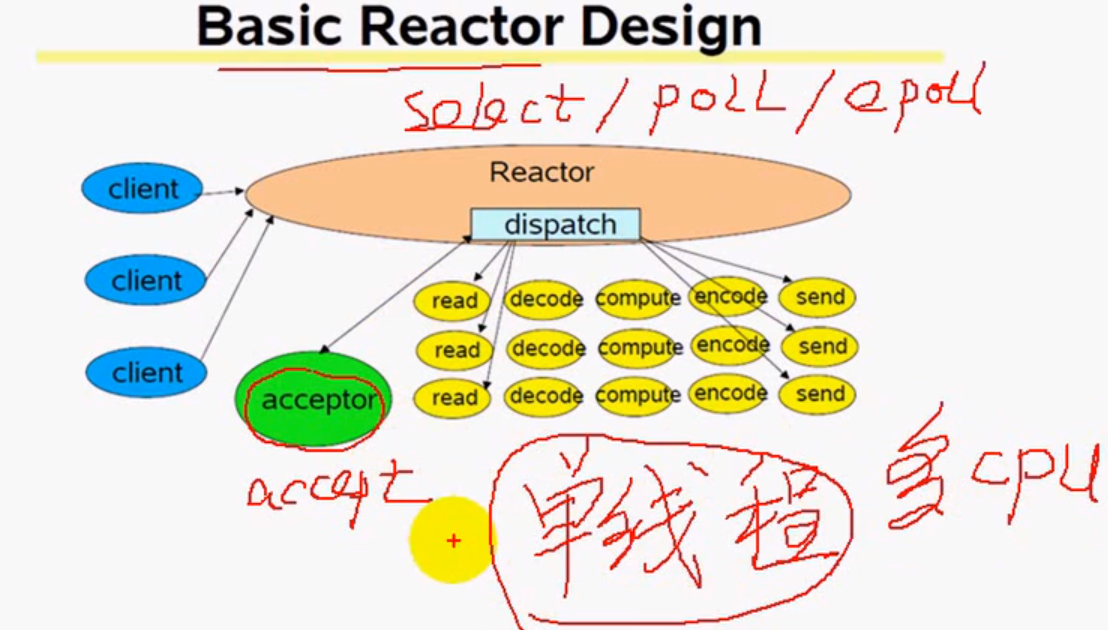 Basic Reactor Design
select / poll / epoll
client
Reactor
dispatch
client
read decode compute encode send
read decode compute encode send
client
acceptor
read decode compute encode send
accept
单线程
多cpu